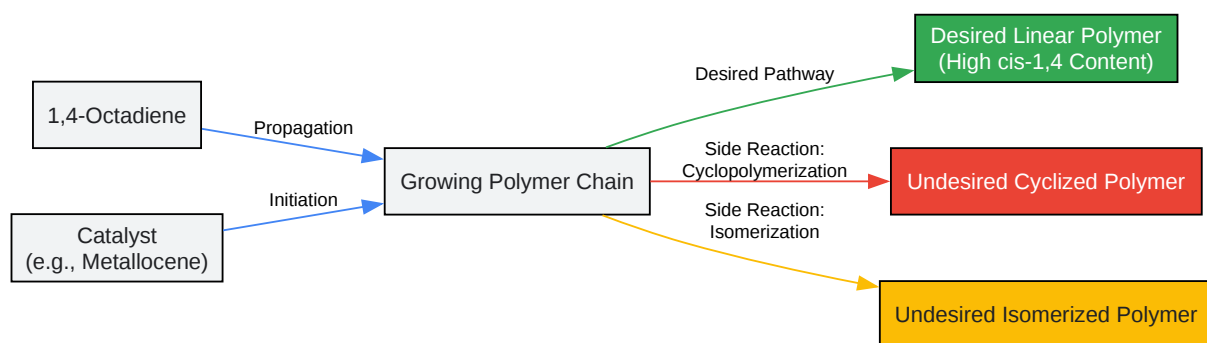 1,4-Octadiene
Propagation
Catalyst
(e.g., Metallocene)
Initiation
Growing Polymer Chain
Desired Pathway
Desired Linear Polymer
(High cis-1,4 Content)
Side Reaction:
Cyclopolymerization
Undesired Cyclized Polymer
Side Reaction:
Isomerization
Undesired Isomerized Polymer